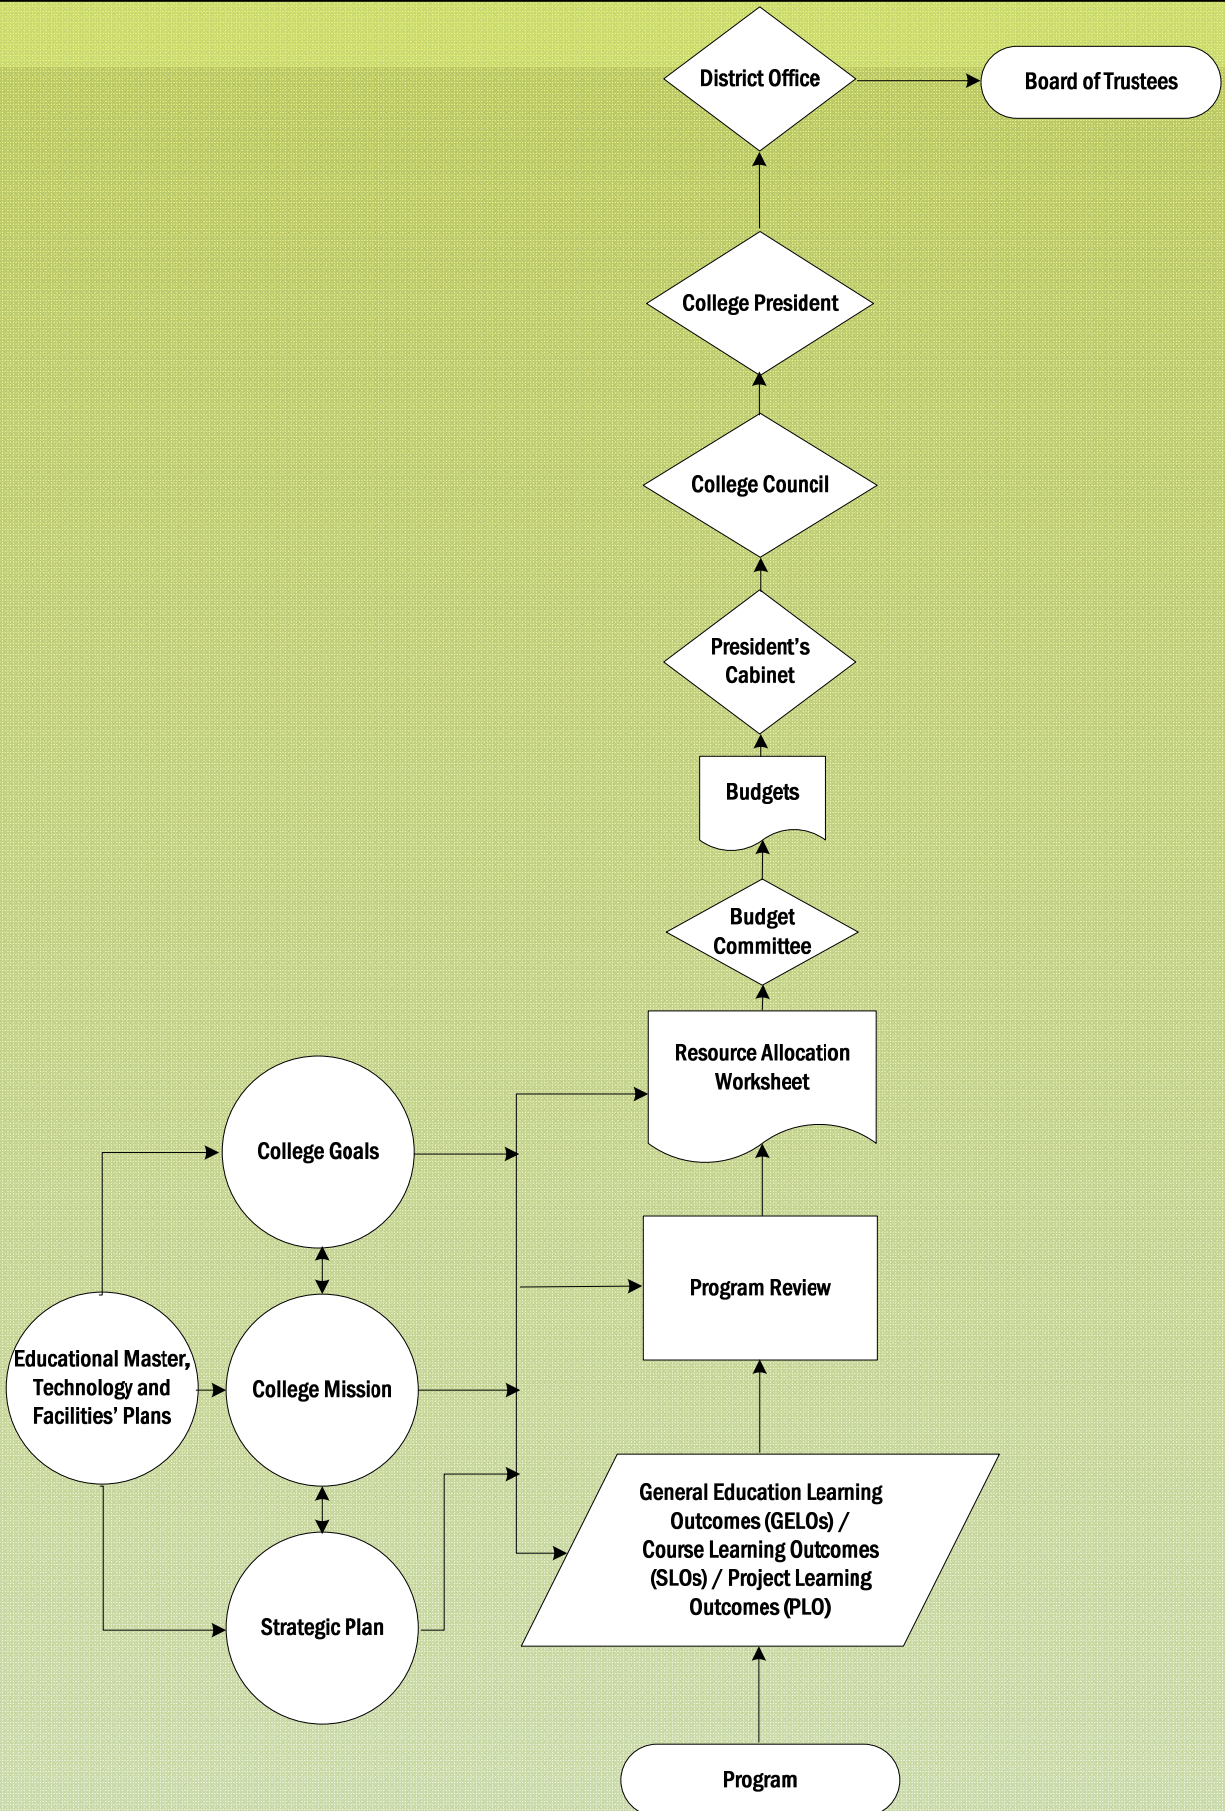 District Office
Board of Trustees
College President
College Council
President's
Cabinet
Budgets
Budget
Committee
Resource Allocation
Worksheet
College Goals
Program Review
Educational Master,
Technology and
Facilities' Plans
College Mission
General Education Learning
Outcomes (GELOs) /
Course Learning Outcomes
(SLOs) / Project Learning
Outcomes (PLO)
Strategic Plan
Program